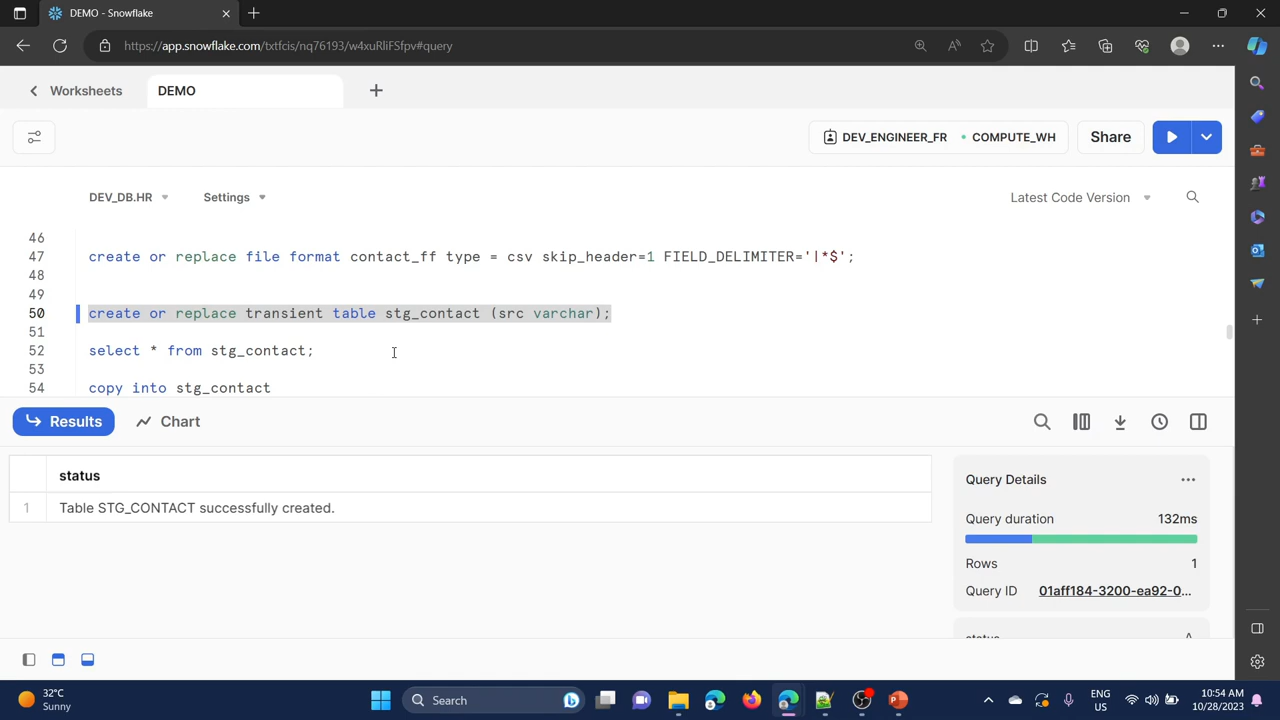 DEMO - Snowflake
https://app.snowflake.com/txtfcis/nq76193/w4xuRliFSfpv#query
Worksheets
DEMO
DEV_ENGINEER_FR
COMPUTE_WH
Share
DEV_DB.HR
Settings
Latest Code Version
46
47 create or replace file format contact_ff type = csv skip_header=1 FIELD_DELIMITER='|*$';
48
49
50 create or replace transient table stg_contact (src varchar);
51
52 select * from stg_contact;
53
54 copy into stg_contact
Results
Chart
status
1 Table STG_CONTACT successfully created.
Query Details
Query duration 132ms
Rows 1
Query ID 01aff184-3200-ea92-0...
32°C
Sunny
Search
ENG
US
10:54 AM
10/28/2023